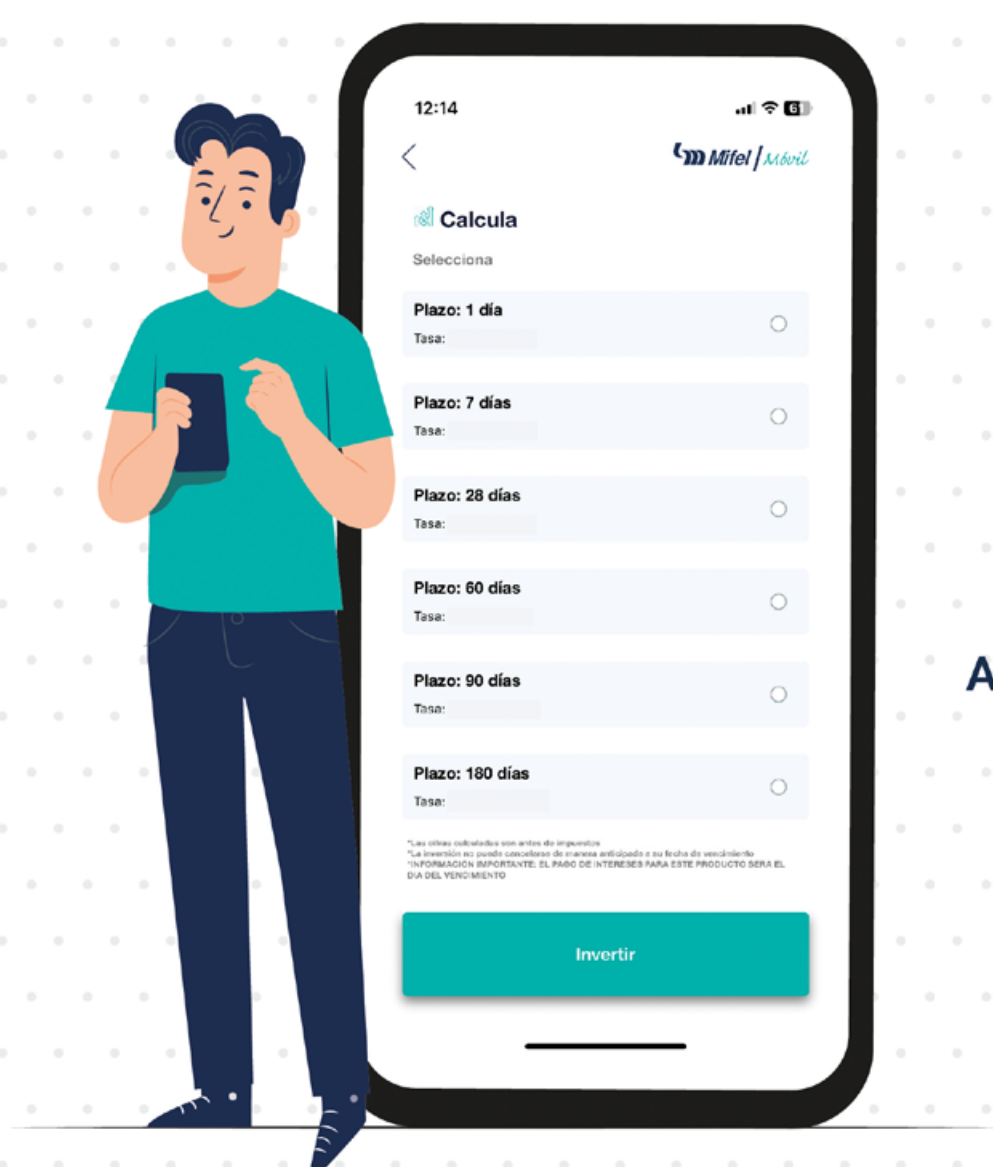 12:14
61
Mifel | Móvil
Calcula
Selecciona
Plazo: 1 día
Tasa:
Plazo: 7 días
Tasa:
Plazo: 28 días
Tasa:
Plazo: 60 días
Tasa:
A
Plazo: 90 días
Tasa:
Plazo: 180 días
Tasa:
*Las cifras calculadas son antes de impuestos
*La inversión no puede cancelarse de manera anticipada a su fecha de vencimiento
*INFORMACIÓN IMPORTANTE: EL PAGO DE INTERESES PARA ESTE PRODUCTO SERA EL
DIA DEL VENCIMIENTO
Invertir